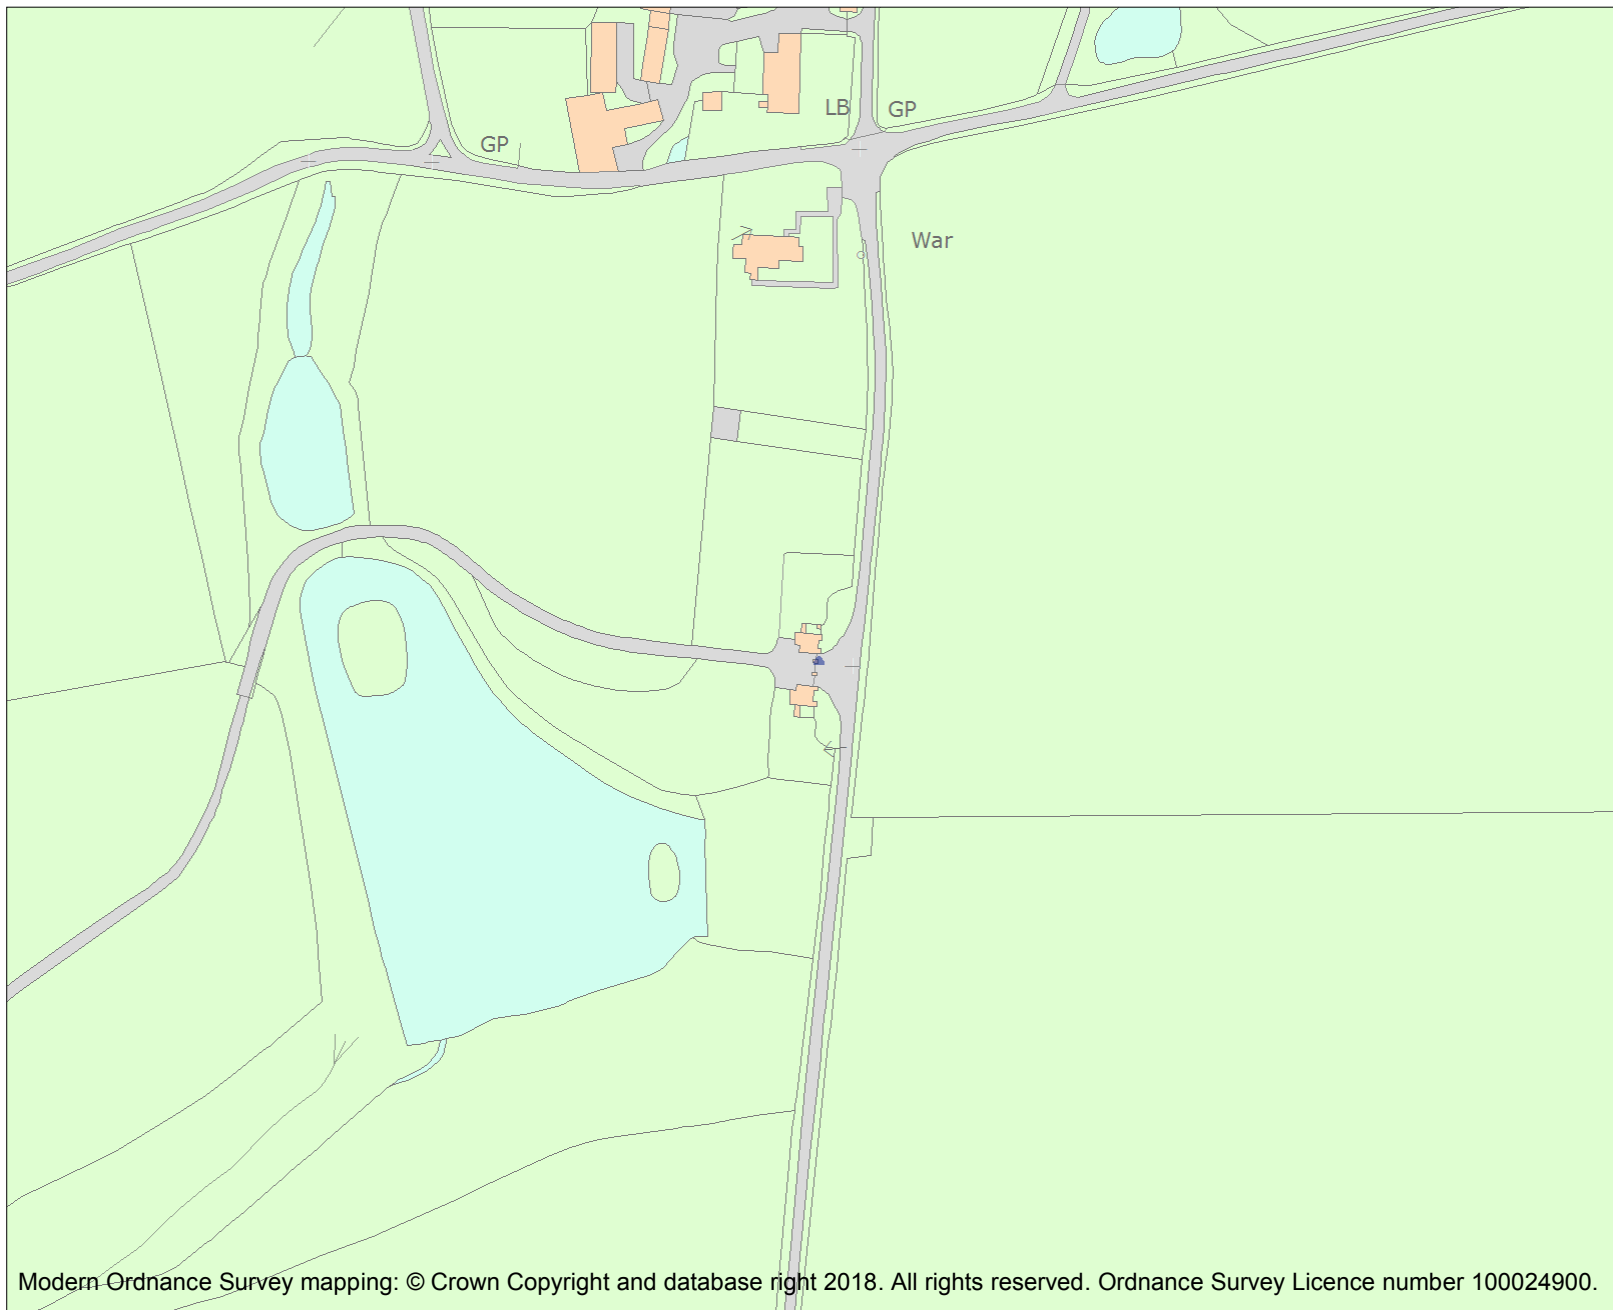 LB
GP
GP
War
Modern Ordnance Survey mapping: © Crown Copyright and database right 2018. All rights reserved. Ordnance Survey Licence number 100024900.